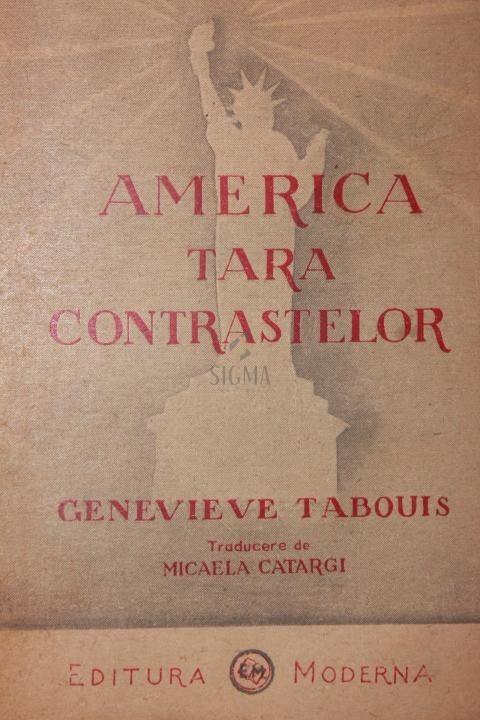 AMERICA
TARA
CONTRASTELOR
SIGMA
GENEVIEVE TABOUIS
Traducere de
MICAELA CATARGI
EDITURA EM MODERNA